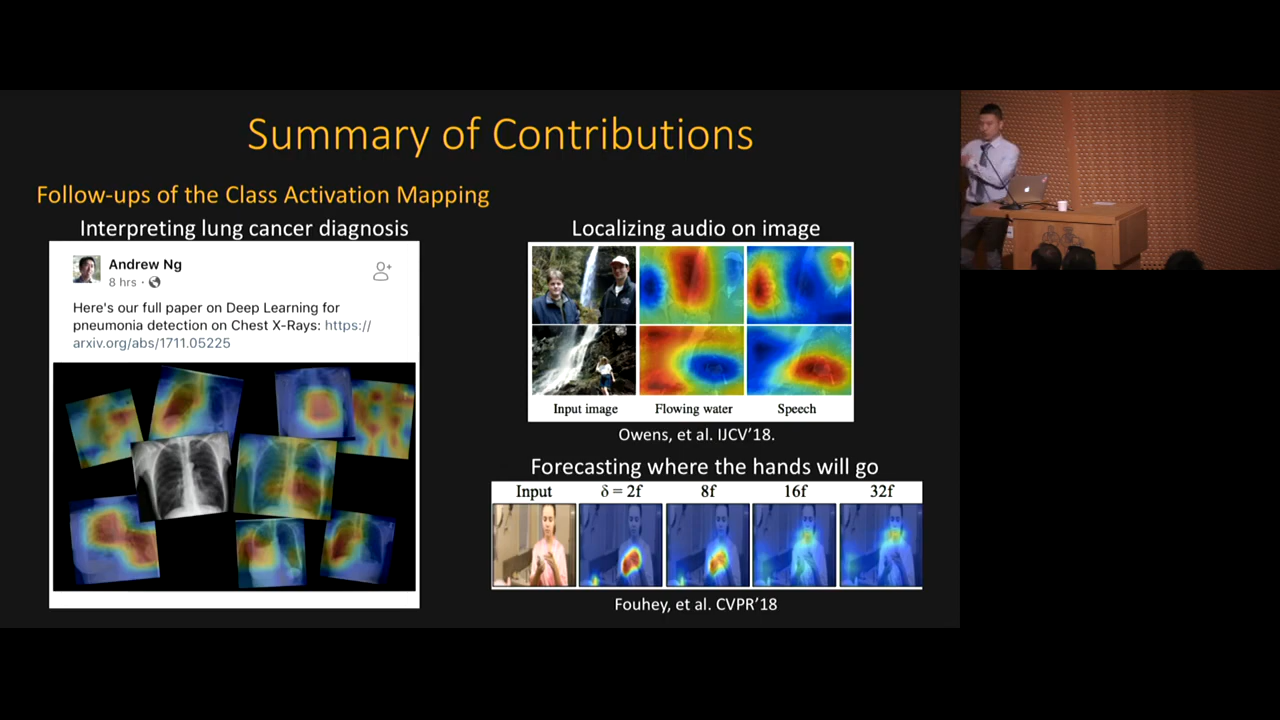 Summary of Contributions
Follow-ups of the Class Activation Mapping
Interpreting lung cancer diagnosis
Andrew Ng
8 hrs ·
Here's our full paper on Deep Learning for
pneumonia detection on Chest X-Rays: https://
arxiv.org/abs/1711.05225
Localizing audio on image
Input image Flowing water Speech
Owens, et al. IJCV'18.
Forecasting where the hands will go
Input δ = 2f 8f 16f 32f
Fouhey, et al. CVPR'18